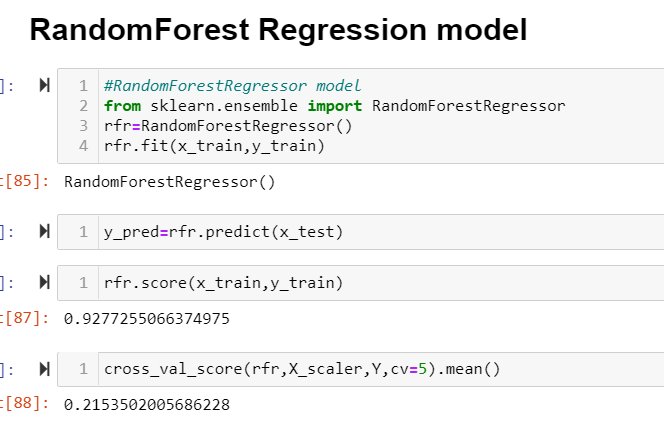 RandomForest Regression model
]:
1 #RandomForestRegressor model
2 from sklearn.ensemble import RandomForestRegressor
3 rfr=RandomForestRegressor()
4 rfr.fit(x_train,y_train)
t[85]: RandomForestRegressor()
]: 1 y_pred=rfr.predict(x_test)
]: 1 rfr.score(x_train,y_train)
t[87]: 0.9277255066374975
]: 1 cross_val_score(rfr,X_scaler,Y,cv=5).mean()
t[88]: 0.2153502005686228